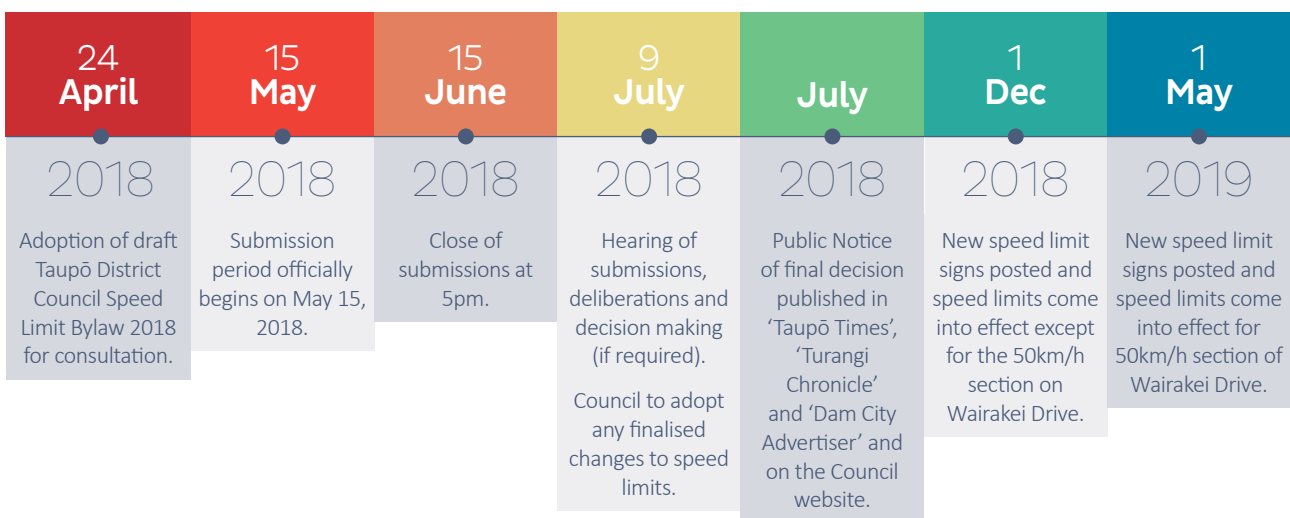 24
April
2018
Adoption of draft
Taupō District
Council Speed
Limit Bylaw 2018
for consultation.
15
May
2018
Submission
period officially
begins on May 15,
2018.
15
June
2018
Close of
submissions at
5pm.
9
July
2018
Hearing of
submissions,
deliberations and
decision making
(if required).
Council to adopt
any finalised
changes to speed
limits.
July
2018
Public Notice
of final decision
published in
‘Taupō Times’,
‘Turangi
Chronicle’
and ‘Dam City
Advertiser’ and
on the Council
website.
1
Dec
2018
New speed limit
signs posted and
speed limits come
into effect except
for the 50km/h
section on
Wairakei Drive.
1
May
2019
New speed limit
signs posted and
speed limits come
into effect for
50km/h section of
Wairakei Drive.